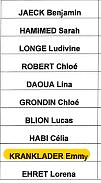 JAECK Benjamin
HAMIMED Sarah
LONGE Ludivine
ROBERT Chloé
DAOUA Lina
GRONDIN Chloé
BLION Lucas
HABI Célia
KRANKLADER Emmy
EHRET Lorena